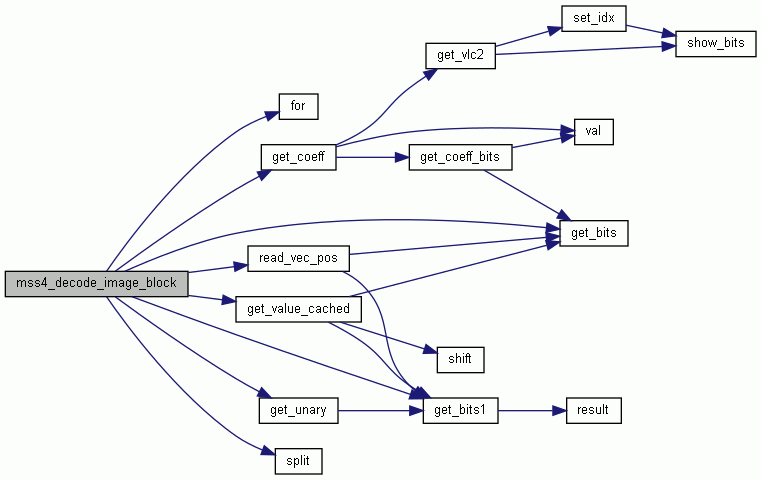 set_idx
show_bits
get_vlc2
for
val
get_coeff
get_coeff_bits
get_bits
read_vec_pos
mss4_decode_image_block
get_value_cached
shift
get_unary
get_bits1
result
split